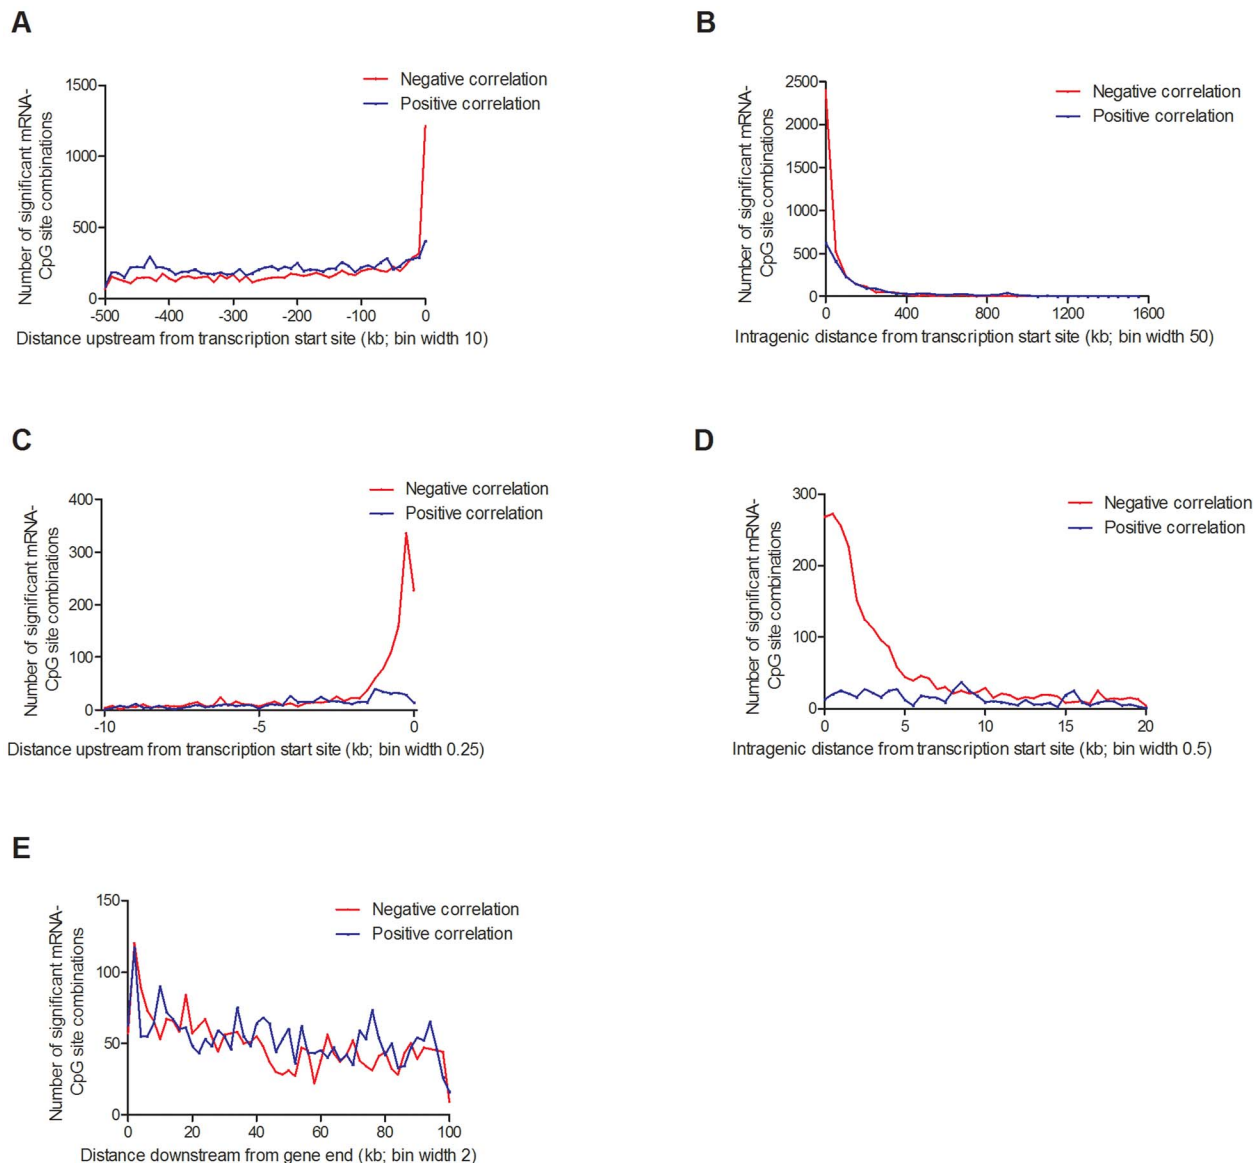 A
Number of significant mRNA-
CpG site combinations
1500
1000
500
0
-500 -400 -300 -200 -100 0
Distance upstream from transcription start site (kb; bin width 10)
Negative correlation
Positive correlation
B
Number of significant mRNA-
CpG site combinations
2500
2000
1500
1000
500
0
0 400 800 1200 1600
Intragenic distance from transcription start site (kb; bin width 50)
Negative correlation
Positive correlation
C
Number of significant mRNA-
CpG site combinations
400
300
200
100
0
-10 -5 0
Distance upstream from transcription start site (kb; bin width 0.25)
Negative correlation
Positive correlation
D
Number of significant mRNA-
CpG site combinations
300
200
100
0
0 5 10 15 20
Intragenic distance from transcription start site (kb; bin width 0.5)
Negative correlation
Positive correlation
E
Number of significant mRNA-
CpG site combinations
150
100
50
0
0 20 40 60 80 100
Distance downstream from gene end (kb; bin width 2)
Negative correlation
Positive correlation